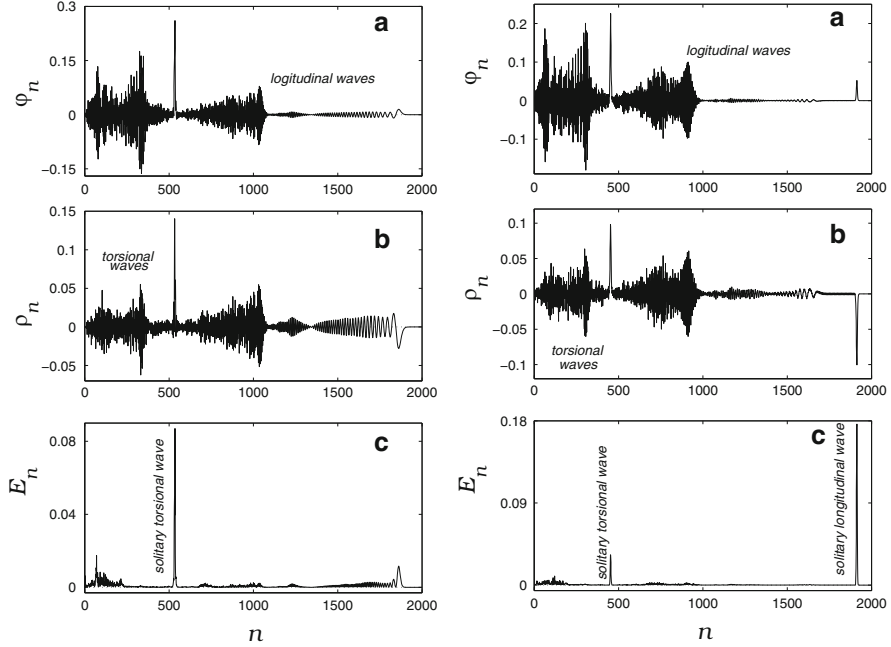 0.3
0.15
0
−0.15
φn
a
logitudinal waves
0
500
1000
1500
2000
0.15
0.1
0.05
0
−0.05
ρn
b
torsional
waves
0
500
1000
1500
2000
0.08
0.04
0
En
c
solitary torsional wave
0
500
1000
1500
2000
n
0.2
0.1
0
−0.1
φn
a
logitudinal waves
0
500
1000
1500
2000
0.1
0.05
0
−0.05
−0.1
ρn
b
torsional
waves
0
500
1000
1500
2000
0.18
0.09
0
En
c
solitary torsional wave
solitary longitudinal wave
0
500
1000
1500
2000
n